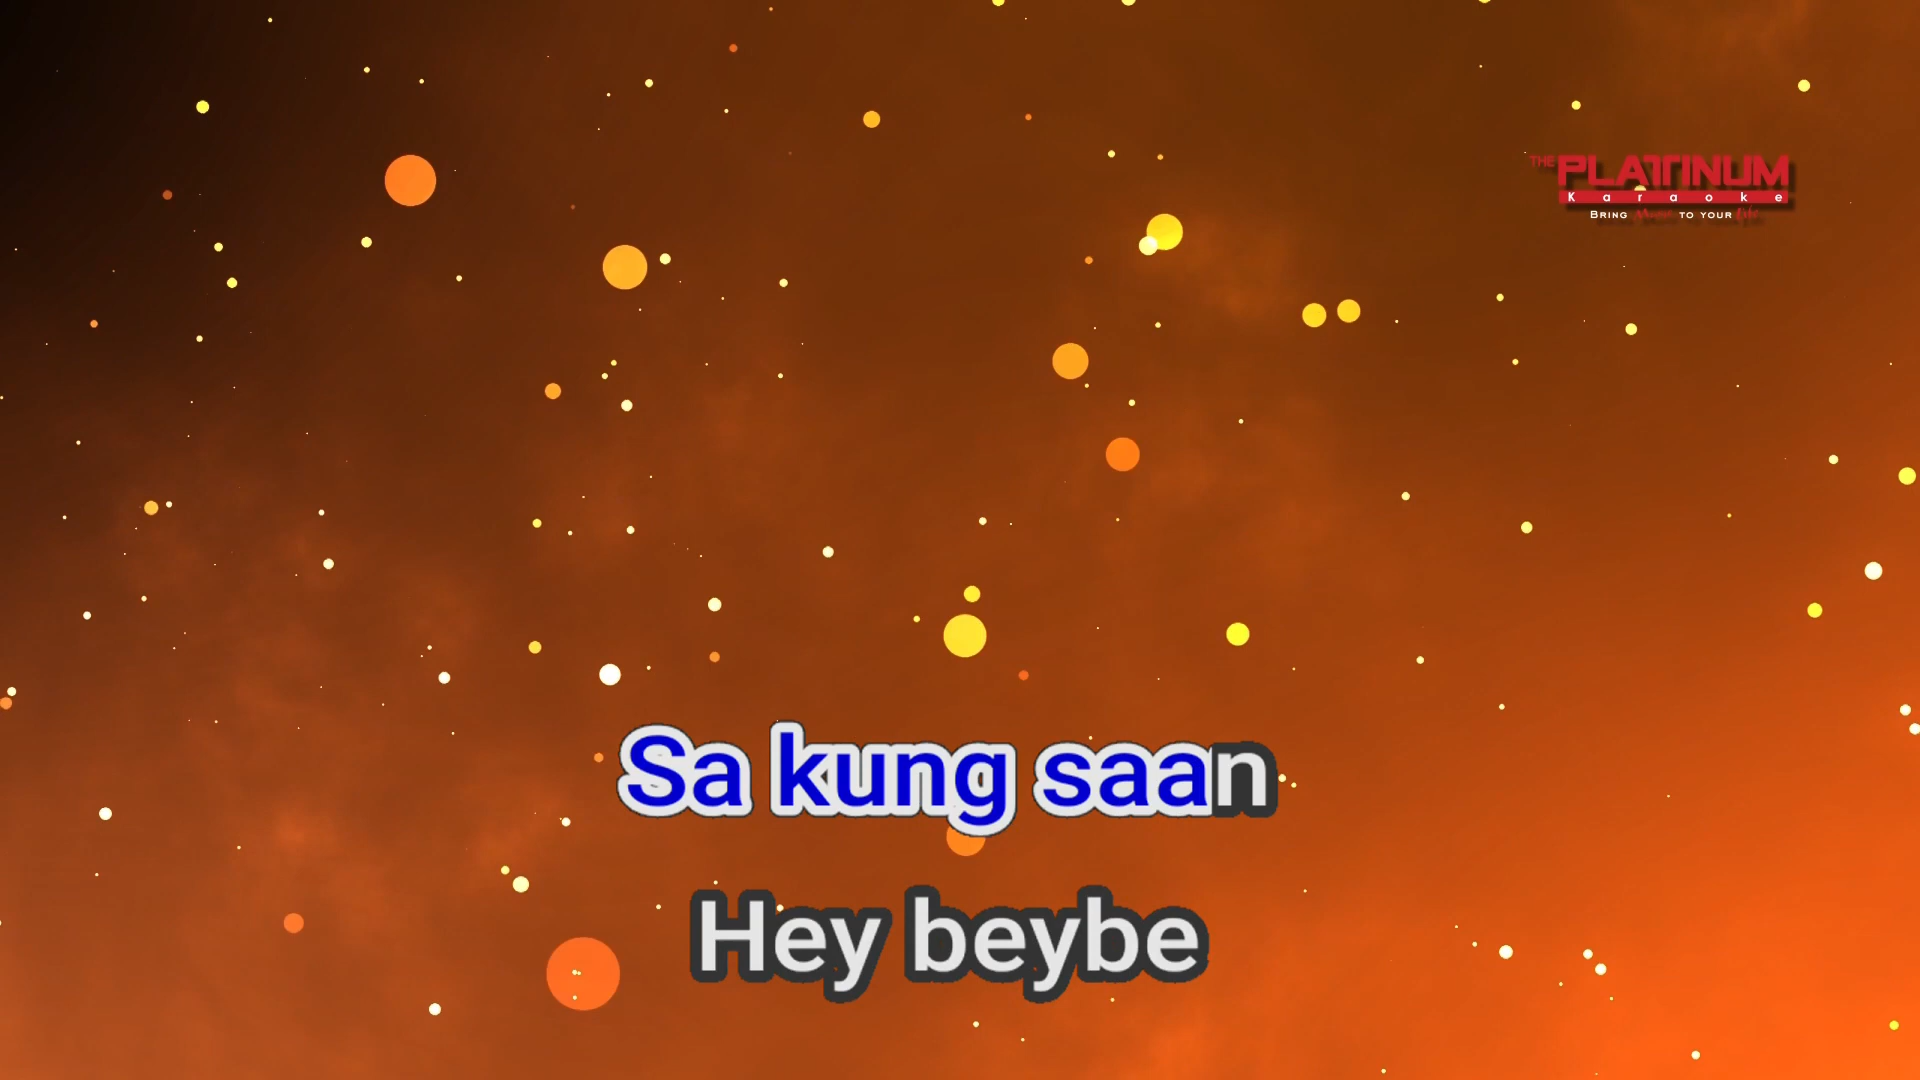 THE PLATINUM
Karaoke
BRING Music TO YOUR Life
Sa kung saan
Hey beybe